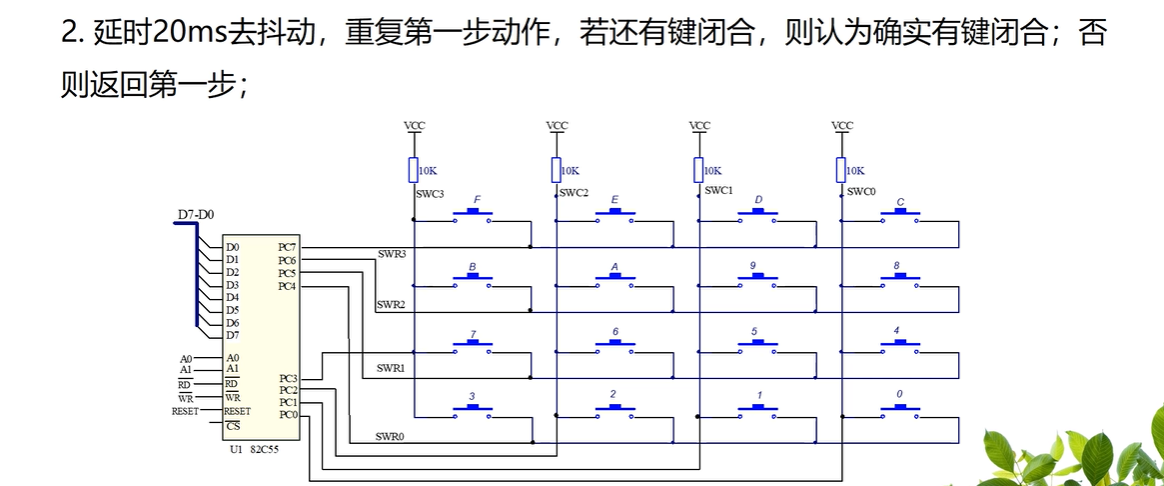 2. 延时20ms去抖动，重复第一步动作，若还有键闭合，则认为确实有键闭合；否
则返回第一步；
VCC VCC VCC VCC
10K 10K 10K 10K
SWC3 SWC2 SWC1 SWC0
F E D C
D7-D0
D0 PC7
SWR3
D1 PC6
D2 PC5
B A 9 8
D3 PC4
D4
SWR2
D5
D6
D7
7 6 5 4
A0 A0
A1 A1
SWR1
RD RD PC3
WR WR PC2
3 2 1 0
PC1
RESET RESET PC0
CS
SWR0
U1 82C55